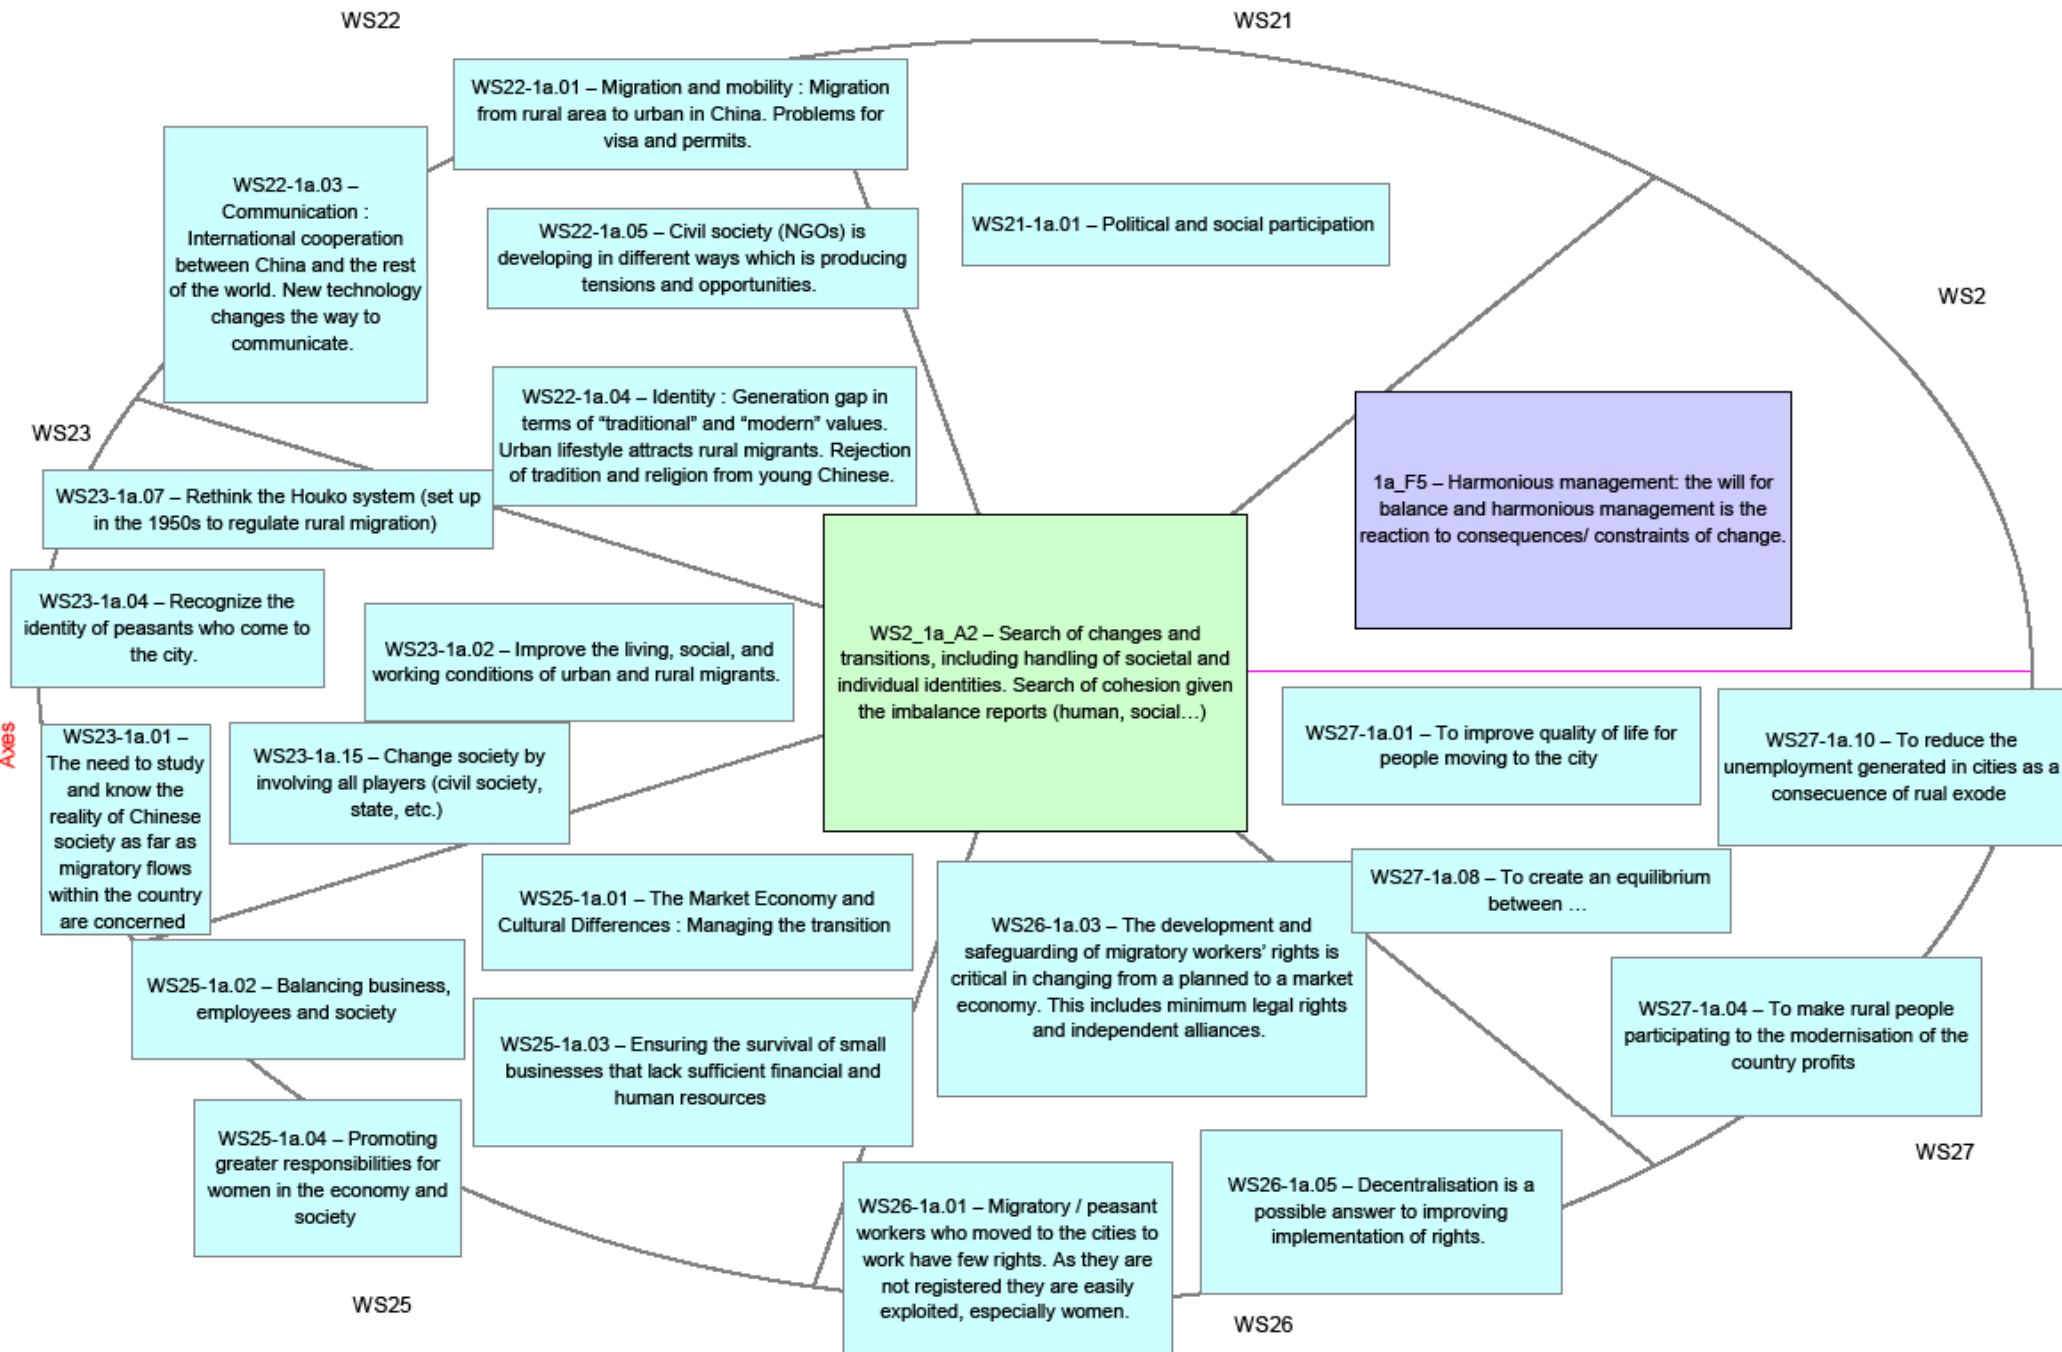 WS22
WS21
WS22-1a.01 – Migration and mobility : Migration
from rural area to urban in China. Problems for
visa and permits.
WS22-1a.03 –
Communication :
International cooperation
between China and the rest
of the world. New technology
changes the way to
communicate.
WS22-1a.05 – Civil society (NGOs) is
developing in different ways which is producing
tensions and opportunities.
WS21-1a.01 – Political and social participation
WS2
WS22-1a.04 – Identity : Generation gap in
terms of “traditional” and “modern” values.
Urban lifestyle attracts rural migrants. Rejection
of tradition and religion from young Chinese.
WS23
WS23-1a.07 – Rethink the Houko system (set up
in the 1950s to regulate rural migration)
1a_F5 – Harmonious management: the will for
balance and harmonious management is the
reaction to consequences/ constraints of change.
WS23-1a.04 – Recognize the
identity of peasants who come to
the city.
WS23-1a.02 – Improve the living, social, and
working conditions of urban and rural migrants.
WS2_1a_A2 – Search of changes and
transitions, including handling of societal and
individual identities. Search of cohesion given
the imbalance reports (human, social…)
Axes
WS23-1a.01 –
The need to study
and know the
reality of Chinese
society as far as
migratory flows
within the country
are concerned
WS23-1a.15 – Change society by
involving all players (civil society,
state, etc.)
WS27-1a.01 – To improve quality of life for
people moving to the city
WS27-1a.10 – To reduce the
unemployment generated in cities as a
consecuence of rual exode
WS25-1a.01 – The Market Economy and
Cultural Differences : Managing the transition
WS27-1a.08 – To create an equilibrium
between …
WS26-1a.03 – The development and
safeguarding of migratory workers’ rights is
critical in changing from a planned to a market
economy. This includes minimum legal rights
and independent alliances.
WS25-1a.02 – Balancing business,
employees and society
WS25-1a.03 – Ensuring the survival of small
businesses that lack sufficient financial and
human resources
WS27-1a.04 – To make rural people
participating to the modernisation of the
country profits
WS25-1a.04 – Promoting
greater responsibilities for
women in the economy and
society
WS26-1a.01 – Migratory / peasant
workers who moved to the cities to
work have few rights. As they are
not registered they are easily
exploited, especially women.
WS26-1a.05 – Decentralisation is a
possible answer to improving
implementation of rights.
WS27
WS25
WS26